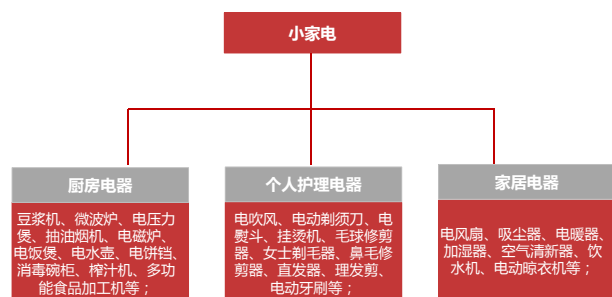 小家电
厨房电器
豆浆机、微波炉、电压力
煲、抽油烟机、电磁炉、
电饭煲、电水壶、电饼铛、
消毒碗柜、榨汁机、多功
能食品加工机等；
个人护理电器
电吹风、电动剃须刀、电
熨斗、挂烫机、毛球修剪
器、女士剃毛器、鼻毛修
剪器、直发器、理发剪、
电动牙刷等；
家居电器
电风扇、吸尘器、电暖器、
加湿器、空气清新器、饮
水机、电动晾衣机等；